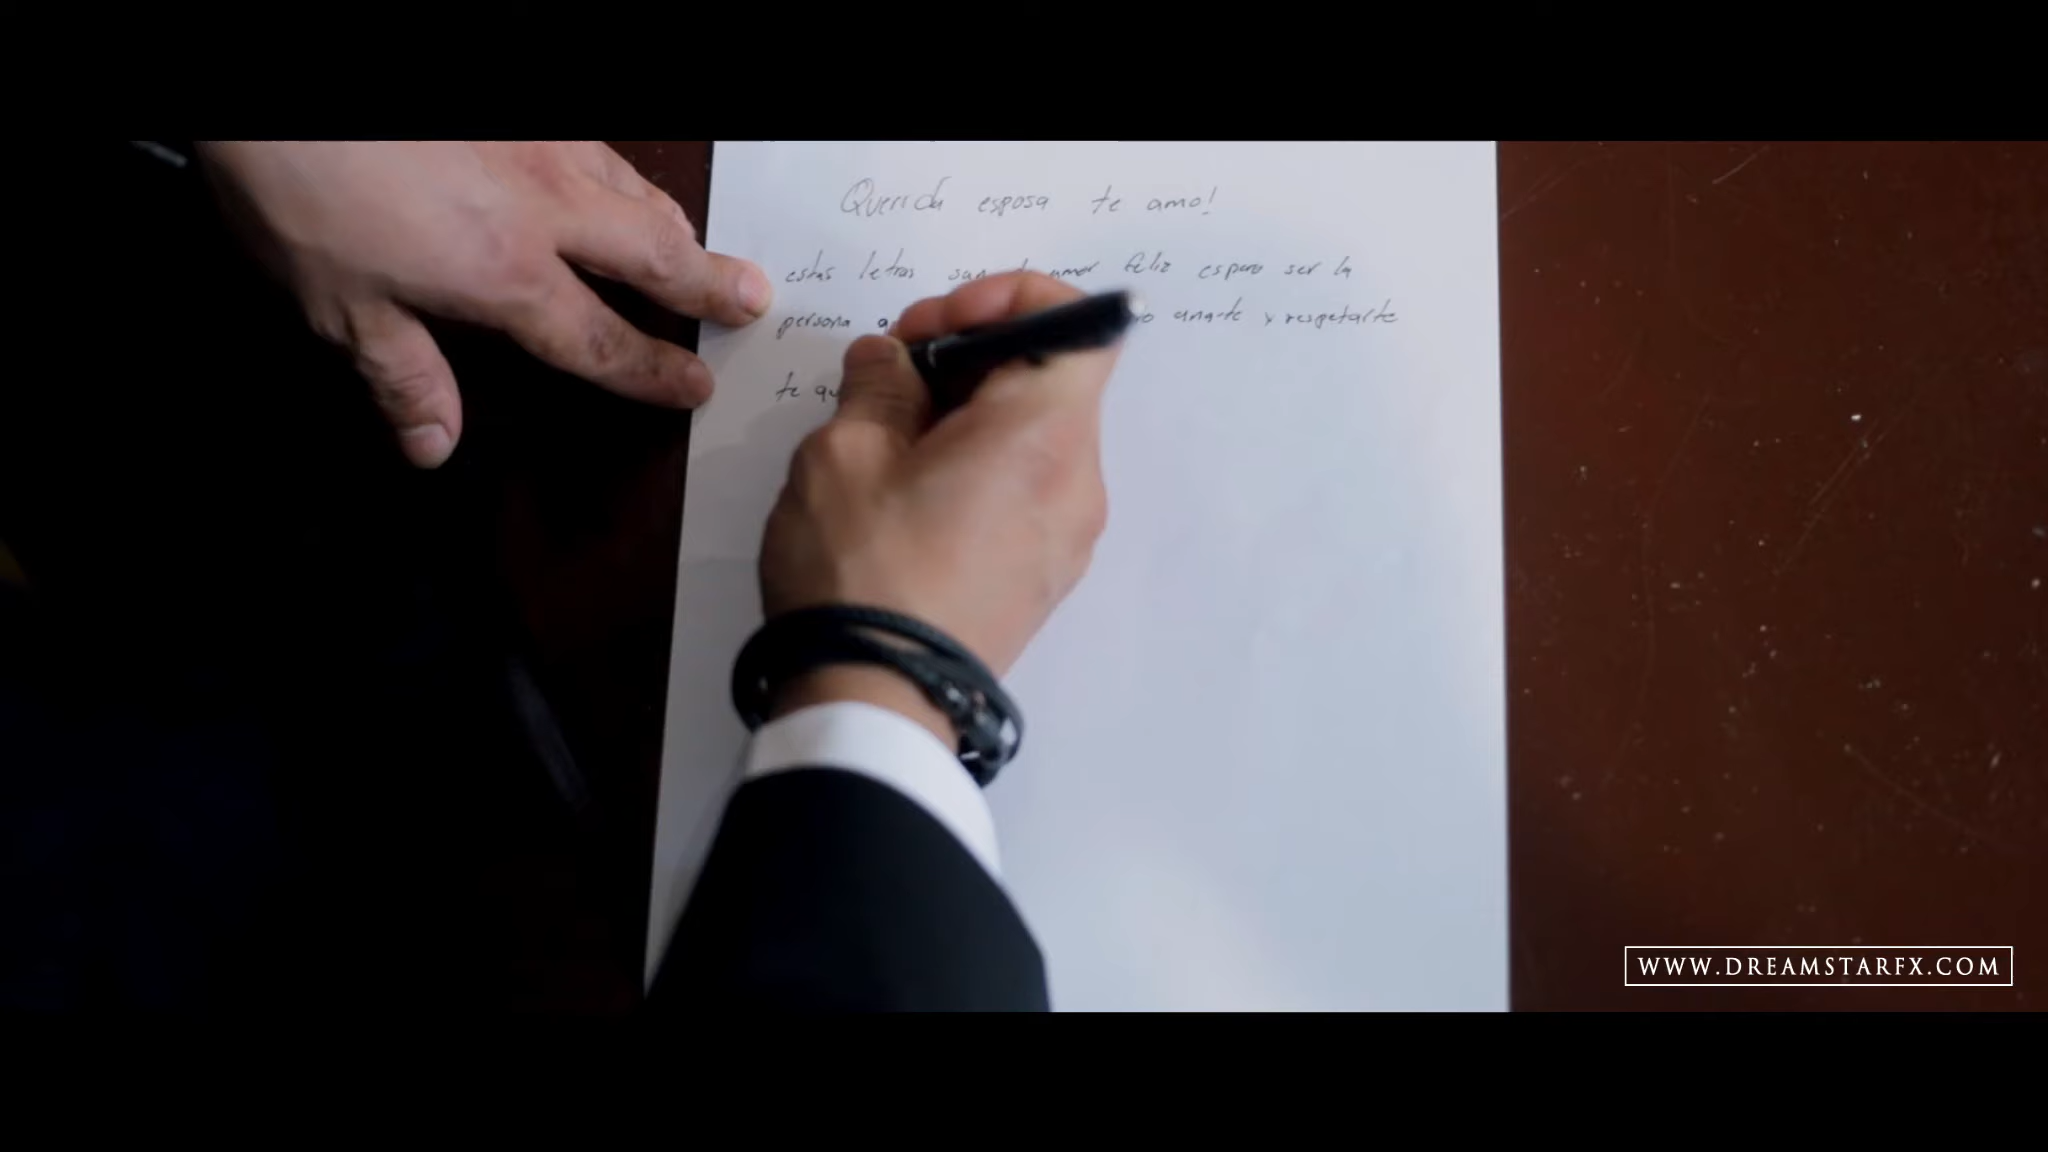 Querida esposa te amo!
estas letras son de amor feliz espero ser la
persona amarte y respetarte
te
WWW.DREAMSTARFX.COM